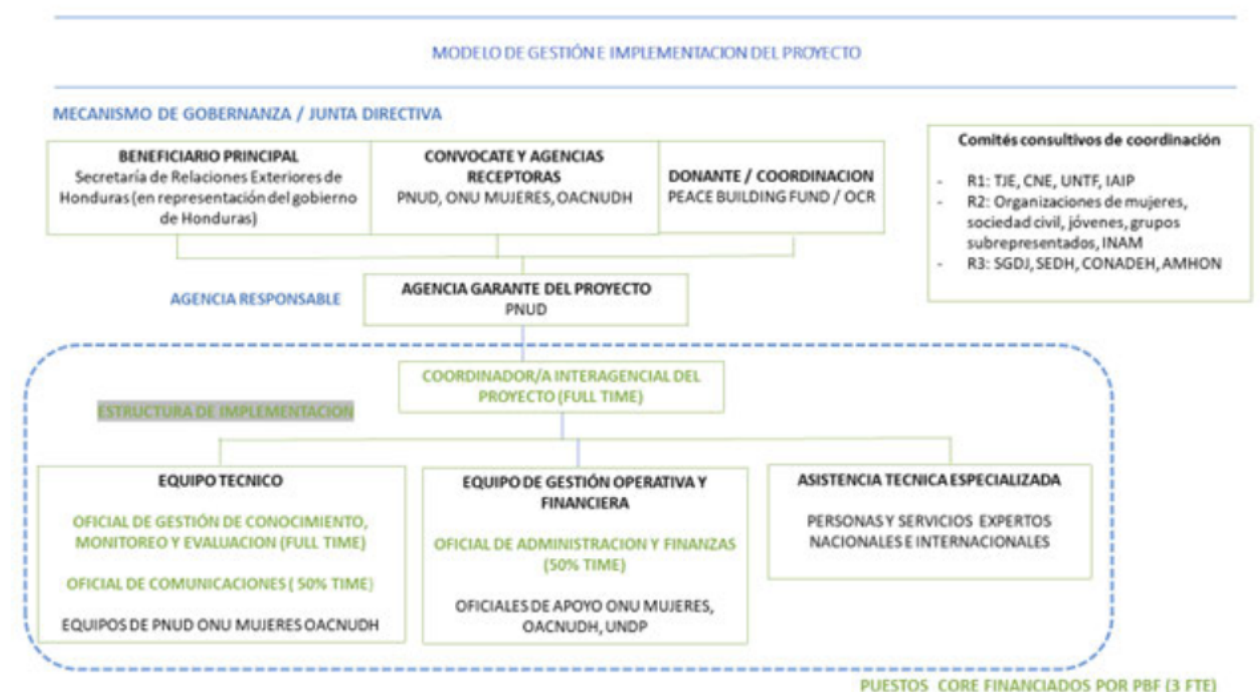 MODELO DE GESTIÓN E IMPLEMENTACION DEL PROYECTO
MECANISMO DE GOBERNANZA / JUNTA DIRECTIVA
BENEFICIARIO PRINCIPAL
Secretaría de Relaciones Exteriores de
Honduras (en representación del gobierno
de Honduras)
CONVOCATE Y AGENCIAS
RECEPTORAS
PNUD, ONU MUJERES, OACNUDH
DONANTE / COORDINACION
PEACE BUILDING FUND / OCR
Comités consultivos de coordinación
- R1: TJE, CNE, UNTF, IAIP
- R2: Organizaciones de mujeres,
sociedad civil, jóvenes, grupos
subrepresentados, INAM
- R3: SGDJ, SEDH, CONADEH, AMHON
AGENCIA RESPONSABLE
AGENCIA GARANTE DEL PROYECTO
PNUD
COORDINADOR/A INTERAGENCIAL DEL
PROYECTO (FULL TIME)
ESTRUCTURA DE IMPLEMENTACION
EQUIPO TECNICO
OFICIAL DE GESTIÓN DE CONOCIMIENTO,
MONITOREO Y EVALUACION (FULL TIME)
OFICIAL DE COMUNICACIONES ( 50% TIME)
EQUIPOS DE PNUD ONU MUJERES OACNUDH
EQUIPO DE GESTIÓN OPERATIVA Y
FINANCIERA
OFICIAL DE ADMINISTRACION Y FINANZAS
(50% TIME)
OFICIALES DE APOYO ONU MUJERES,
OACNUDH, UNDP
ASISTENCIA TECNICA ESPECIALIZADA
PERSONAS Y SERVICIOS EXPERTOS
NACIONALES E INTERNACIONALES
PUESTOS CORE FINANCIADOS POR PBF (3 FTE)